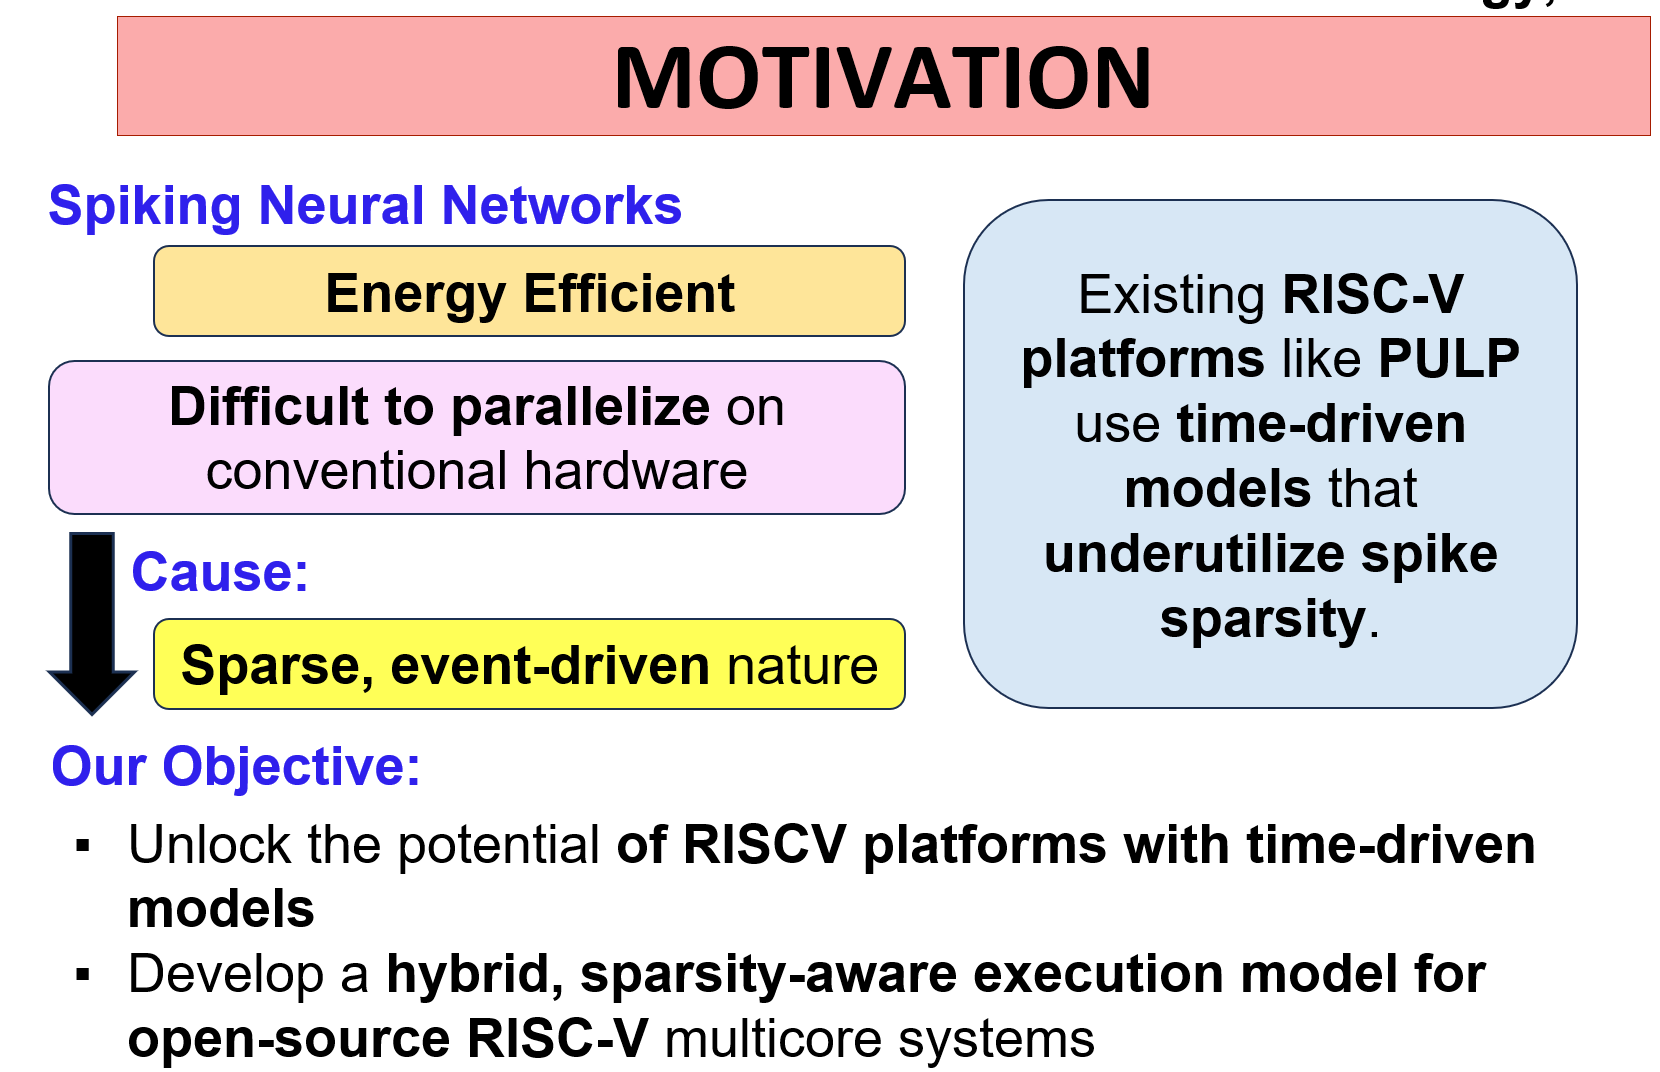 MOTIVATION
Spiking Neural Networks
Energy Efficient
Difficult to parallelize on
conventional hardware
Cause:
Sparse, event-driven nature
Existing RISC-V
platforms like PULP
use time-driven
models that
underutilize spike
sparsity.
Our Objective:
▪ Unlock the potential of RISCV platforms with time-driven
models
▪ Develop a hybrid, sparsity-aware execution model for
open-source RISC-V multicore systems